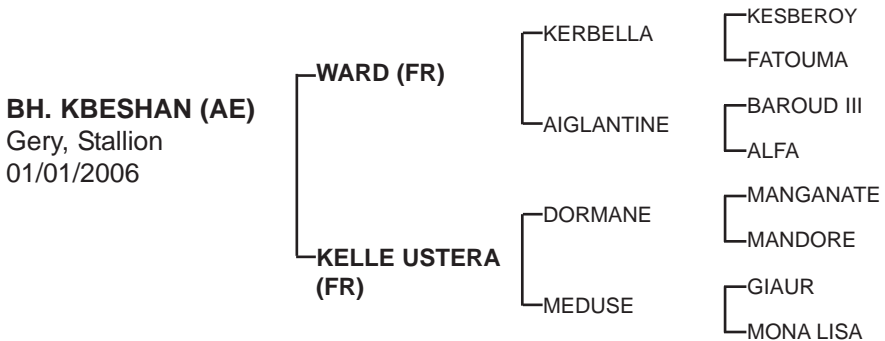 BH. KBESHAN (AE)
Gery, Stallion
01/01/2006
WARD (FR)
KELLE USTERA
(FR)
KERBELLA
AIGLANTINE
DORMANE
MEDUSE
KESBEROY
FATOUMA
BAROUD III
ALFA
MANGANATE
MANDORE
GIAUR
MONA LISA